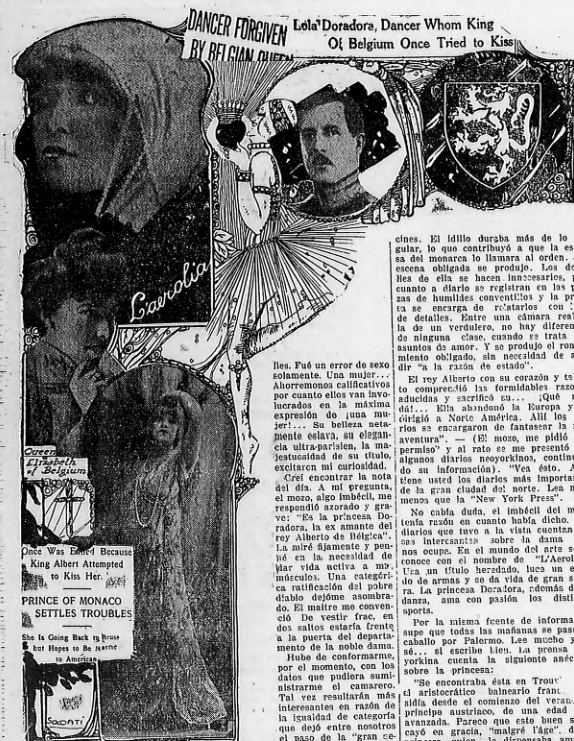 DANCER FORGIVEN
BY BELGIAN QUEEN
Lola Doradora, Dancer Whom King
Of Belgium Once Tried to Kiss
Laerolia
Queen
Elizabeth
of Belgium
Once Was Because
King Albert Attempted
to Kiss Her.
PRINCE OF MONACO
SETTLES TROUBLES
She Is Going Back to
but Hopes to Be
to American
lles. Fué un error de sexo
solamente. Una mujer...
Ahorremonos calificativos
por cuanto ellos van invo-
lucrados en la máxima
expresión do ¡una mu-
jer!... Su belleza neta-
mente eslava, su elegan-
cia ultra-parisien, la ma-
jestuosidad de su título,
excitaron mi curiosidad.
Creí encontrar la nota
del día. A mi pregunta,
el mozo, algo imbécil, me
respondió azorado y gra-
ve: "Es la princesa Do-
radora, la ex amante del
rey Alberto de Bélgica".
La miré fijamente y pen-
sé en la necesidad de
dar vida activa a mis
músculos. Una categóri-
ca ratificación del pobre
diablo dejóme asombra-
do. El maitre me conven-
ció De vestir frac, en
dos saltos estaría frente
a la puerta del departa-
mento de la noble dama.
Hube de conformarme,
por el momento, con los
datos que pudiera sumi-
nistrarme el camarero.
Tal vez resultarán más
interesantes en razón de
la igualdad de categoría
que dejó entre nosotros
el paso de la "gran ce-
cines. El idilio duraba más de lo
gular, lo que contribuyó a que la es
sa del monarca lo llamara al orden.
escena obligada se produjo. Los de
lles de ella se hacen innecesarios,
cuanto a diario se registran en las
zas de humildes conventillos y la pr
sa se encarga de relatarlos con
de detalles. Entre una cámara real
la de un verdulero, no hay diferen
de ninguna clase, cuando se trata
asuntos de amor. Y se produjo el rom
miento obligado, sin necesidad de a
dir "a la razón de estado".
El rey Alberto con su corazón y
to comprendió las formidables razo
aducidas y sacrificó su... ¡Qué
dá!... Ella abandonó la Europa y
dirigió a Norte América. Allí los
rios se encargaron de fantasear la
aventura". — (El mozo, me pidió
permiso" y al rato se me presentó
algunos diarios neoyorkinos, continu
do su información). "Vea ésto. A
tiene usted los diarios más importan
de la gran ciudad del norte. Lea
menos que la "New York Press".
No cabía duda, el imbécil del m
tenía razón en cuanto había dicho.
diarios que tuve a la vista cuentan
sas interesantes sobre la dama
nos ocupa. En el mundo del arte s
conoce con el nombre de "L'Aerol
Usa un título heredado, luce un
do de armas y se da vida de gran s
ra. La princesa Doradora, además d
danza, ama con pasión los disti
sports.
Por la misma fuente de informa
supe que todas las mañanas se pas
caballo por Palermo. Lee mucho y
sé... si escribe bien. La prensa
yorkina cuenta la siguiente anéc
sobre la princesa:
"Se encontraba ésta en Trouv
el aristocrático balneario franc
sidía desde el comienzo del veran
príncipe austriaco, de una edad
avanzada. Parece que este buen s
cayó en gracia, "malgré l'âge". d